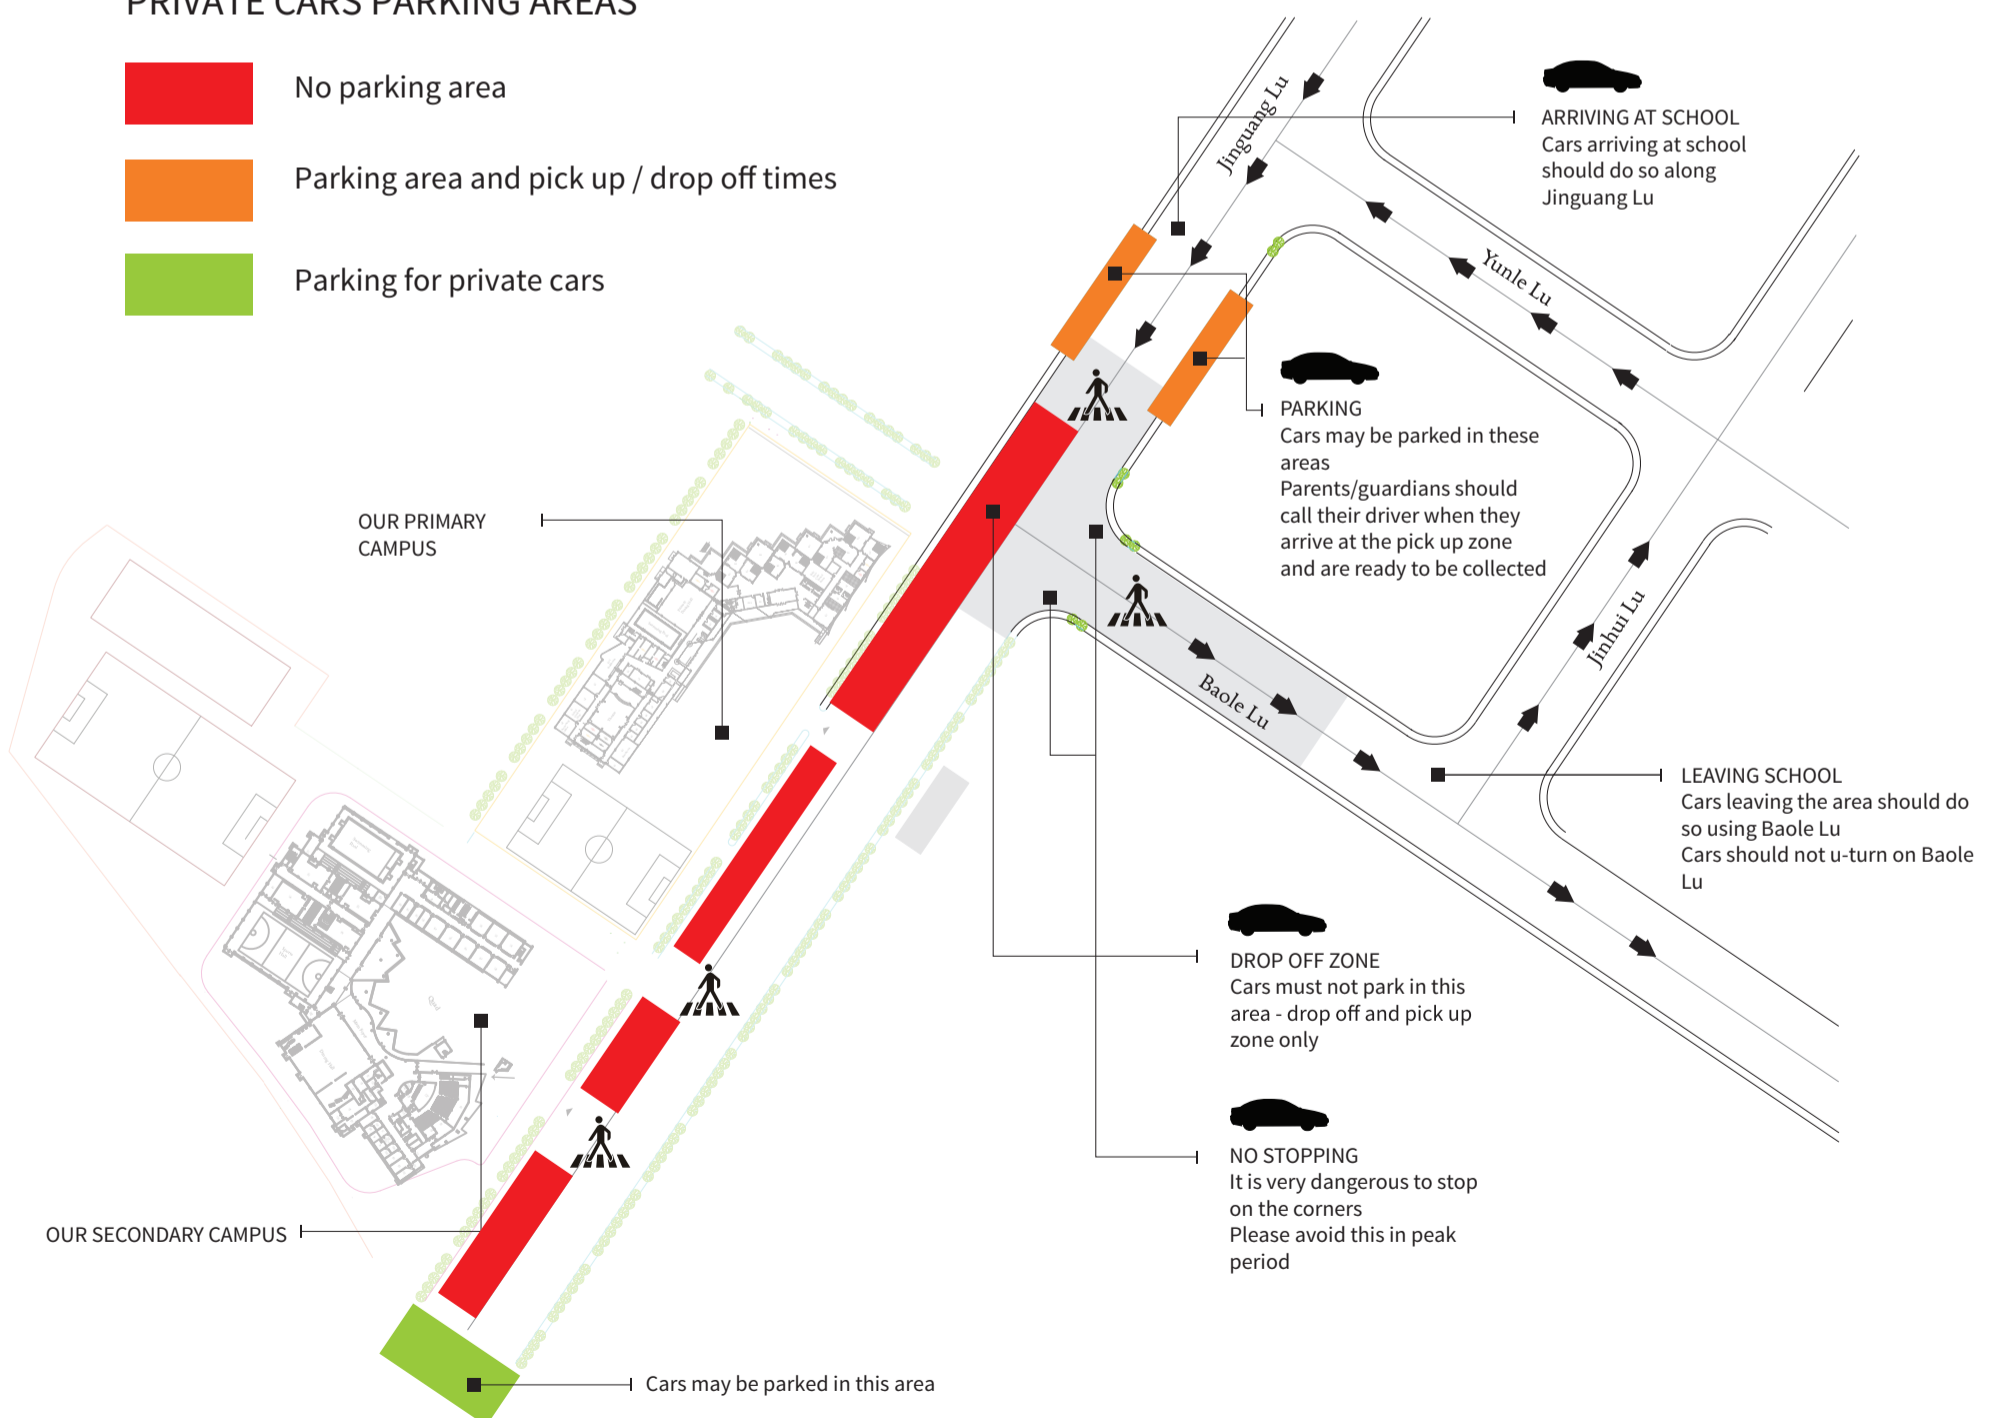 PRIVATE CARS PARKING AREAS
No parking area
Parking area and pick up / drop off times
Parking for private cars
Jinguang Lu
ARRIVING AT SCHOOL
Cars arriving at school
should do so along
Jinguang Lu
Yunle Lu
PARKING
Cars may be parked in these
areas
Parents/guardians should
call their driver when they
arrive at the pick up zone
and are ready to be collected
OUR PRIMARY
CAMPUS
Jinhui Lu
Baole Lu
LEAVING SCHOOL
Cars leaving the area should do
so using Baole Lu
Cars should not u-turn on Baole
Lu
DROP OFF ZONE
Cars must not park in this
area - drop off and pick up
zone only
NO STOPPING
It is very dangerous to stop
on the corners
Please avoid this in peak
period
OUR SECONDARY CAMPUS
Cars may be parked in this area